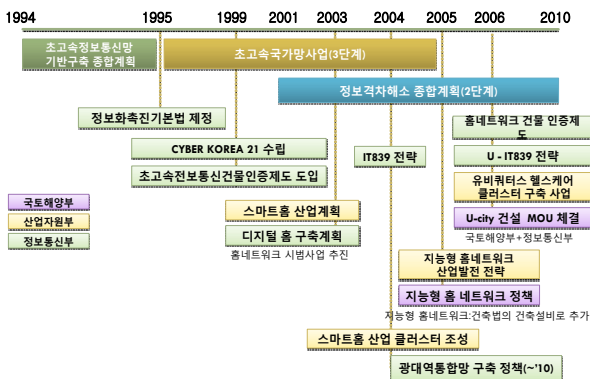 1994 1995 1999 2001 2003 2004 2005 2006 2010
초고속정보통신망
기반구축 종합계획
초고속국가망사업(3단계)
정보격차해소 종합계획(2단계)
정보화촉진기본법 제정
홈네트워크 건물 인증제
도
CYBER KOREA 21 수립
IT839 전략
U - IT839 전략
초고속전보통신건물인증제도 도입
유비쿼터스 헬스케어
클러스터 구축 사업
국토해양부
산업자원부
정보통신부
스마트홈 산업계획
U-city 건설 MOU 체결
국토해양부+정보통신부
디지털 홈 구축계획
홈네트워크 시범사업 추진
지능형 홈네트워크
산업발전 전략
지능형 홈 네트워크 정책
지능형 홈네트워크:건축법의 건축설비로 추가
스마트홈 산업 클러스터 조성
광대역통합망 구축 정책(~'10)